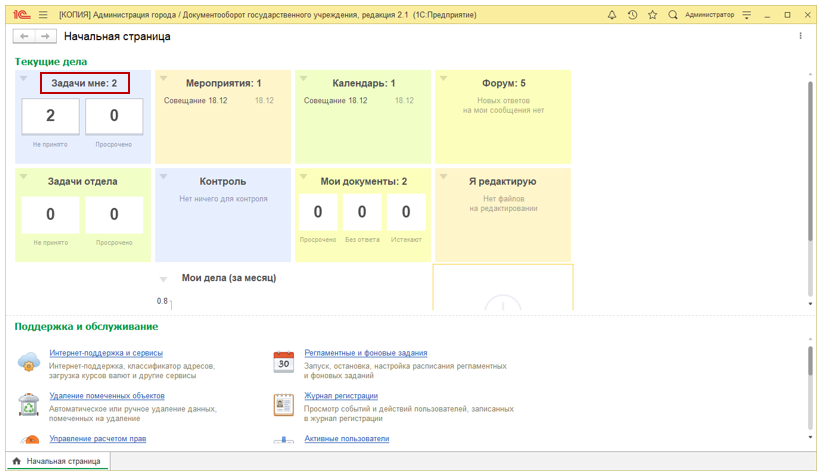 1С [КОПИЯ] Администрация города / Документооборот государственного учреждения, редакция 2.1 (1С:Предприятие) Администратор
Начальная страница
Текущие дела
Задачи мне: 2
2 0
Не принято Просрочено
Мероприятия: 1
Совещание 18.12 18.12
Календарь: 1
Совещание 18.12 18.12
Форум: 5
Новых ответов
на мои сообщения нет
Задачи отдела
0 0
Не принято Просрочено
Контроль
Нет ничего для контроля
Мои документы: 2
0 0 0
Просрочено Без ответа Истекают
Я редактирую
Нет файлов
на редактировании
Мои дела (за месяц)
0.8
Поддержка и обслуживание
Интернет-поддержка и сервисы
Интернет-поддержка, классификатор адресов,
загрузка курсов валют и другие сервисы
30
Регламентные и фоновые задания
Запуск, остановка, настройка расписания регламентных
и фоновых заданий
Удаление помеченных объектов
Автоматическое или ручное удаление данных,
помеченных на удаление
Журнал регистрации
Просмотр событий и действий пользователей, записанных
в журнал регистрации
Управление расчетом прав
Активные пользователи
Начальная страница